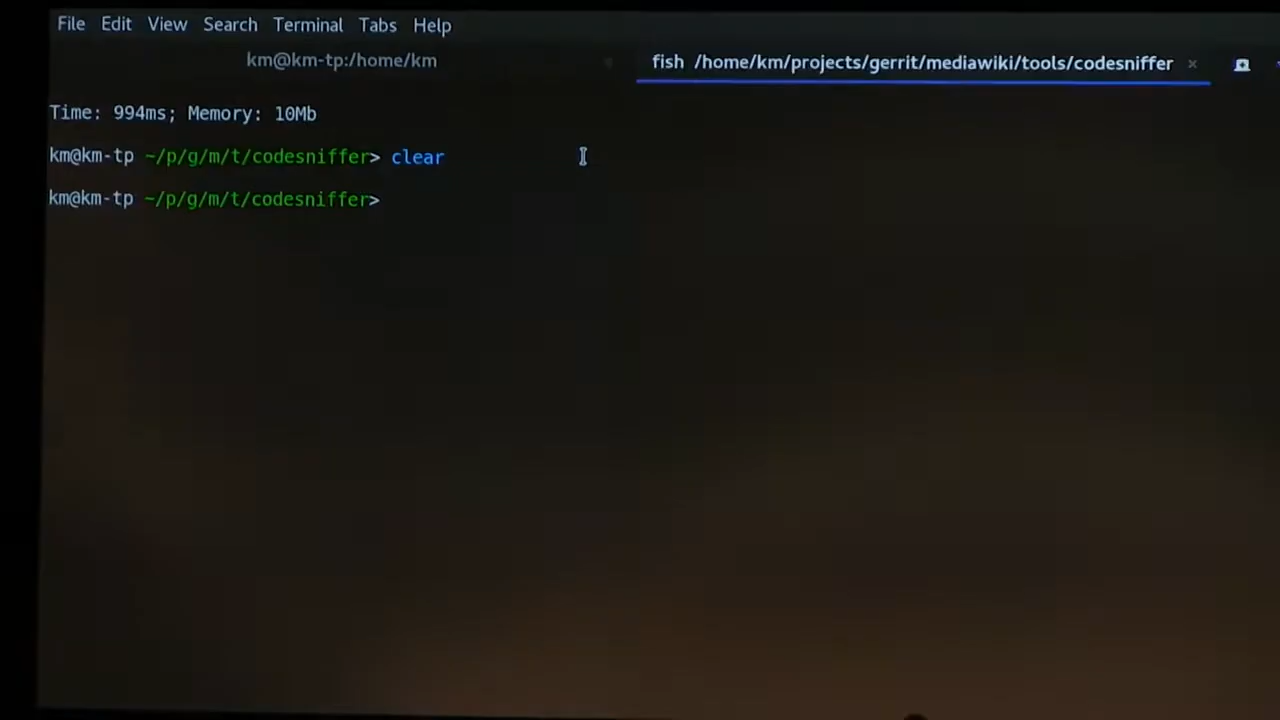 File Edit View Search Terminal Tabs Help
km@km-tp:/home/km fish /home/km/projects/gerrit/mediawiki/tools/codesniffer ×
Time: 994ms; Memory: 10Mb
km@km-tp ~/p/g/m/t/codesniffer> clear
km@km-tp ~/p/g/m/t/codesniffer>